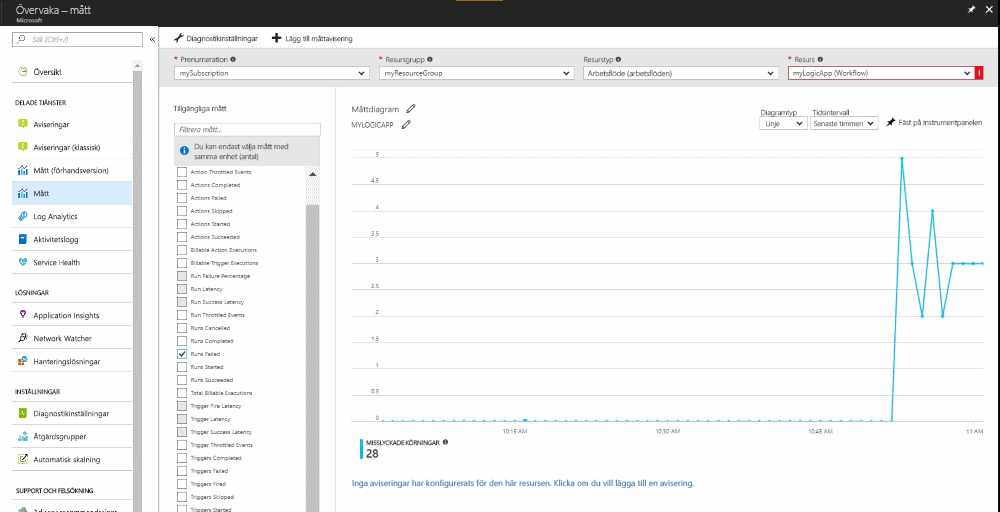 Övervaka – mått
Microsoft
Sök (Ctrl+/)
Översikt
DELADE TJÄNSTER
Aviseringar
Aviseringar (klassisk)
Mått (förhandsversion)
Mått
Log Analytics
Aktivitetslogg
Service Health
LÖSNINGAR
Application Insights
Network Watcher
Hanteringslösningar
INSTÄLLNINGAR
Diagnostikinställningar
Åtgärdsgrupper
Automatisk skalning
SUPPORT OCH FELSÖKNING
Diagnostikinställningar
Lägg till måttavisering
* Prenumeration
mySubscription
* Resursgrupp
myResourceGroup
Resurstyp
Arbetsflöde (arbetsflöden)
* Resurs
myLogicApp (Workflow)
Tillgängliga mått
Filtrera mått...
Du kan endast välja mått med
samma enhet (antal)
Action Throttled Events
Actions Completed
Actions Failed
Actions Skipped
Actions Started
Actions Succeeded
Billable Action Executions
Billable Trigger Executions
Run Failure Percentage
Run Latency
Run Success Latency
Run Throttled Events
Runs Cancelled
Runs Completed
Runs Failed
Runs Started
Runs Succeeded
Total Billable Executions
Trigger Fire Latency
Trigger Latency
Trigger Success Latency
Trigger Throttled Events
Triggers Completed
Triggers Failed
Triggers Fired
Triggers Skipped
Triggers Started
Måttdiagram
MYLOGICAPP
Diagramtyp
Linje
Tidsintervall
Senaste timmen
Fäst på instrumentpanelen
5
4.5
4
3.5
3
2.5
2
1.5
1
0.5
0
10:15 AM
10:30 AM
10:45 AM
11 AM
MISSLYCKADE KÖRNINGAR
28
Inga aviseringar har konfigurerats för den här resursen. Klicka om du vill lägga till en avisering.